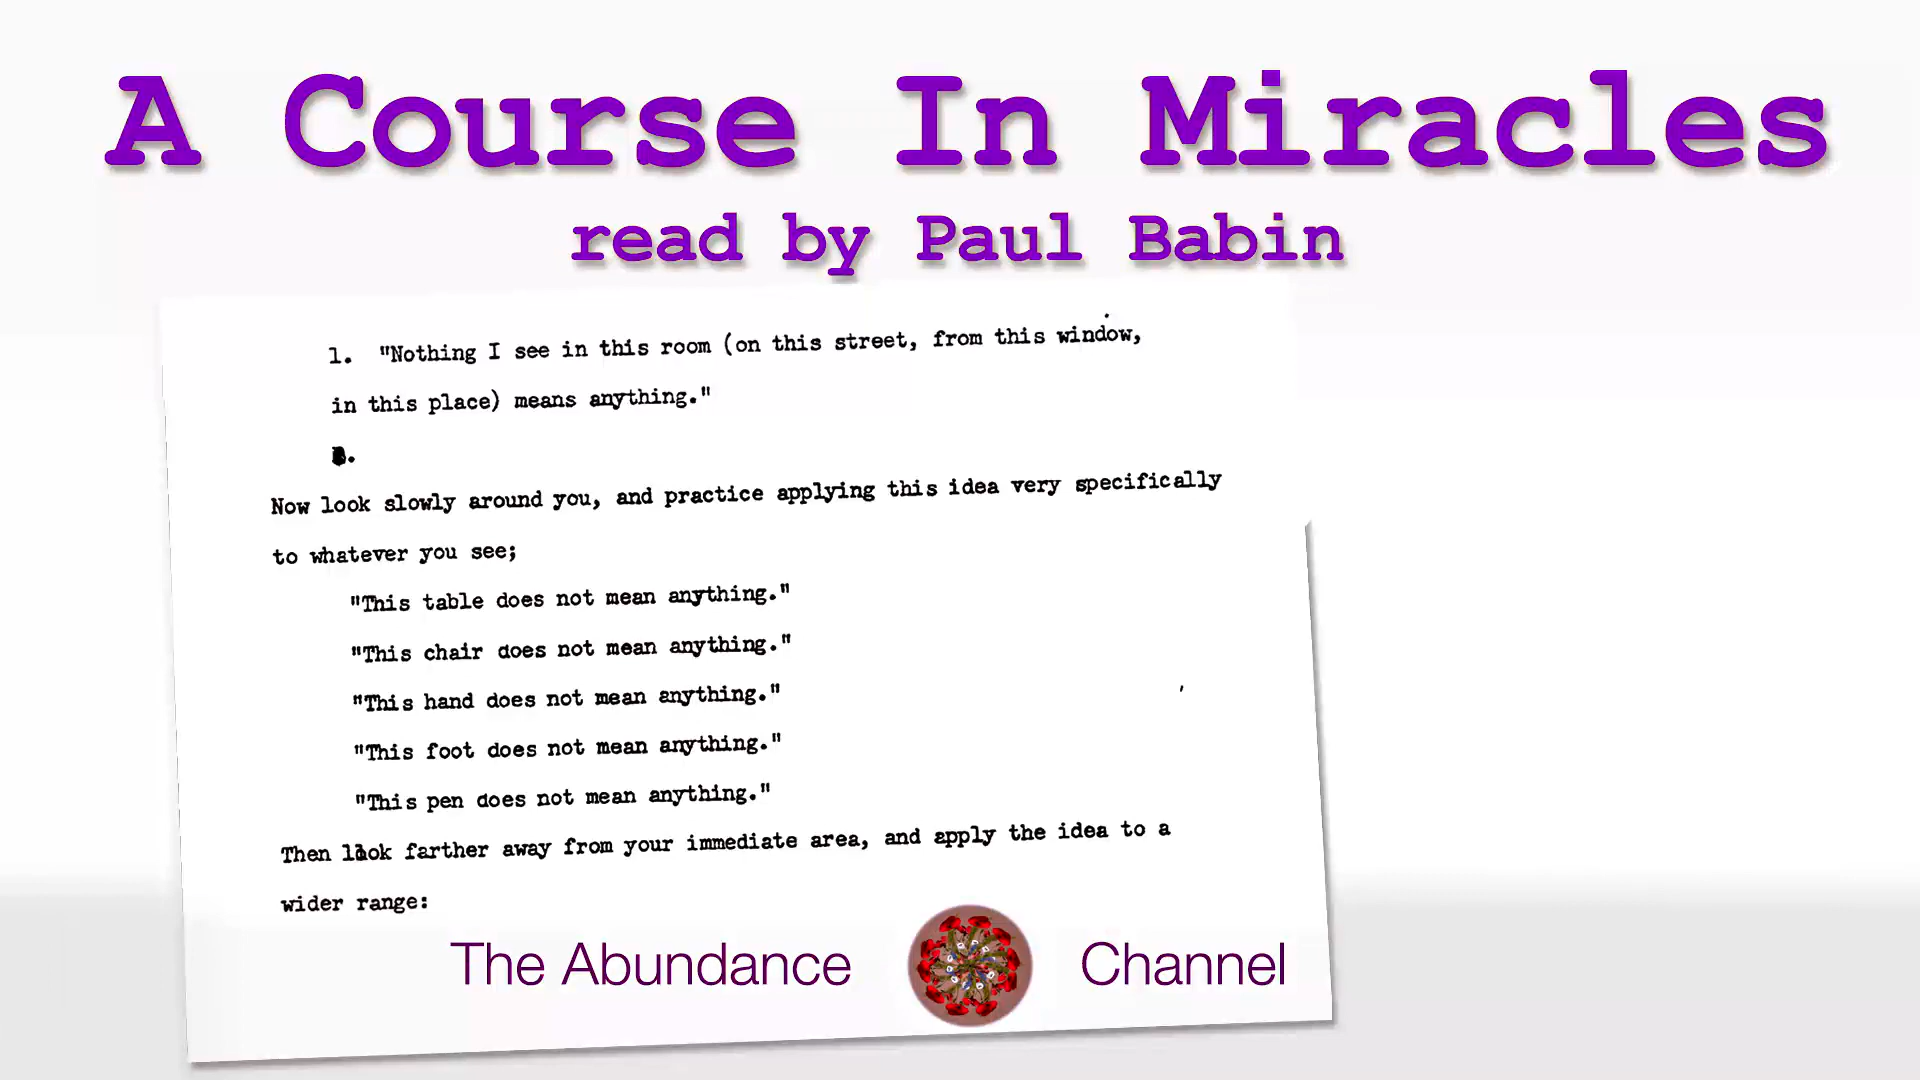 A Course In Miracles
read by Paul Babin
1. "Nothing I see in this room (on this street, from this window,
in this place) means anything."
Now look slowly around you, and practice applying this idea very specifically
to whatever you see;
"This table does not mean anything."
"This chair does not mean anything."
"This hand does not mean anything."
"This foot does not mean anything."
"This pen does not mean anything."
Then look farther away from your immediate area, and apply the idea to a
wider range:
The Abundance Channel